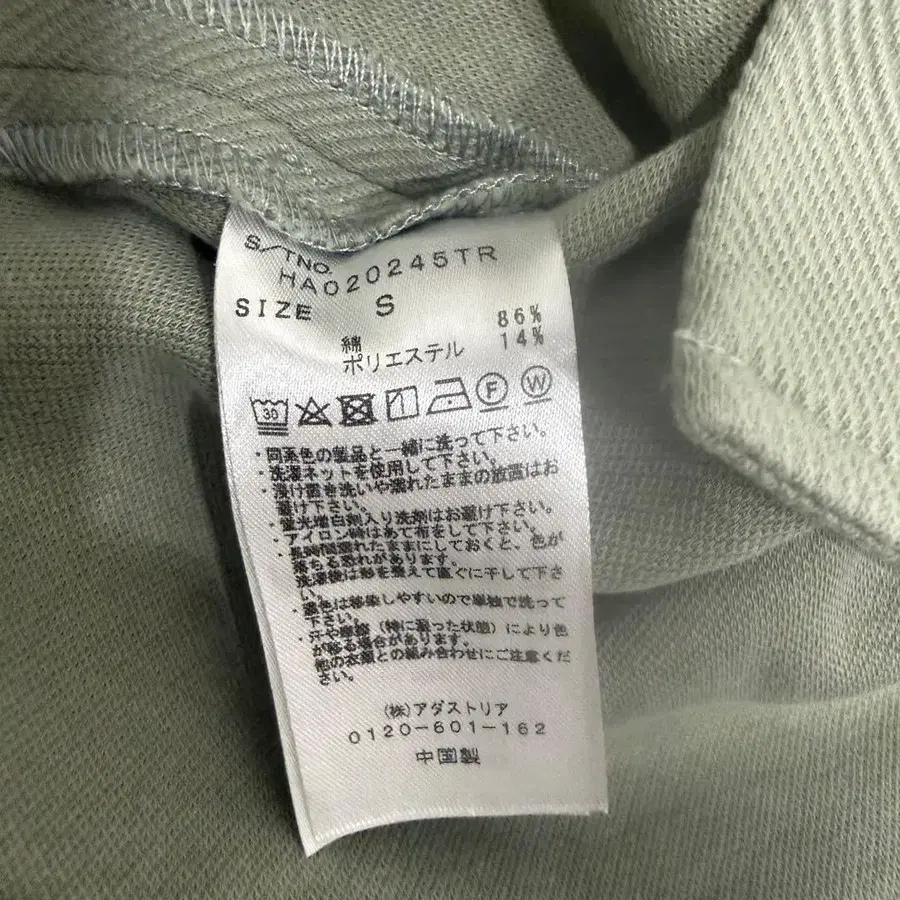 S/TNO.
HA020245TR
SIZE S
綿 86%
ポリエステル 14%
30 F W
・同系色の製品と一緒に洗って下さい。
・洗濯ネットを使用して下さい。
・浸け置き洗いや濡れたままの放置はお
避け下さい。
・蛍光増白剤入り洗剤はお避け下さい。
・アイロン時はあて布をして下さい。
・長時間濡れたままにしておくと、色が
落ちる恐れがあります。
洗濯後は形を整えて直ぐに干して下さ
い。
・濃色は移染しやすいので単独で洗って
下さい。
・汗や摩擦（特に湿った状態）により色
が移る場合があります。
他の衣類との組み合わせにご注意くだ
さい。
(株)アダストリア
0120-601-162
中国製